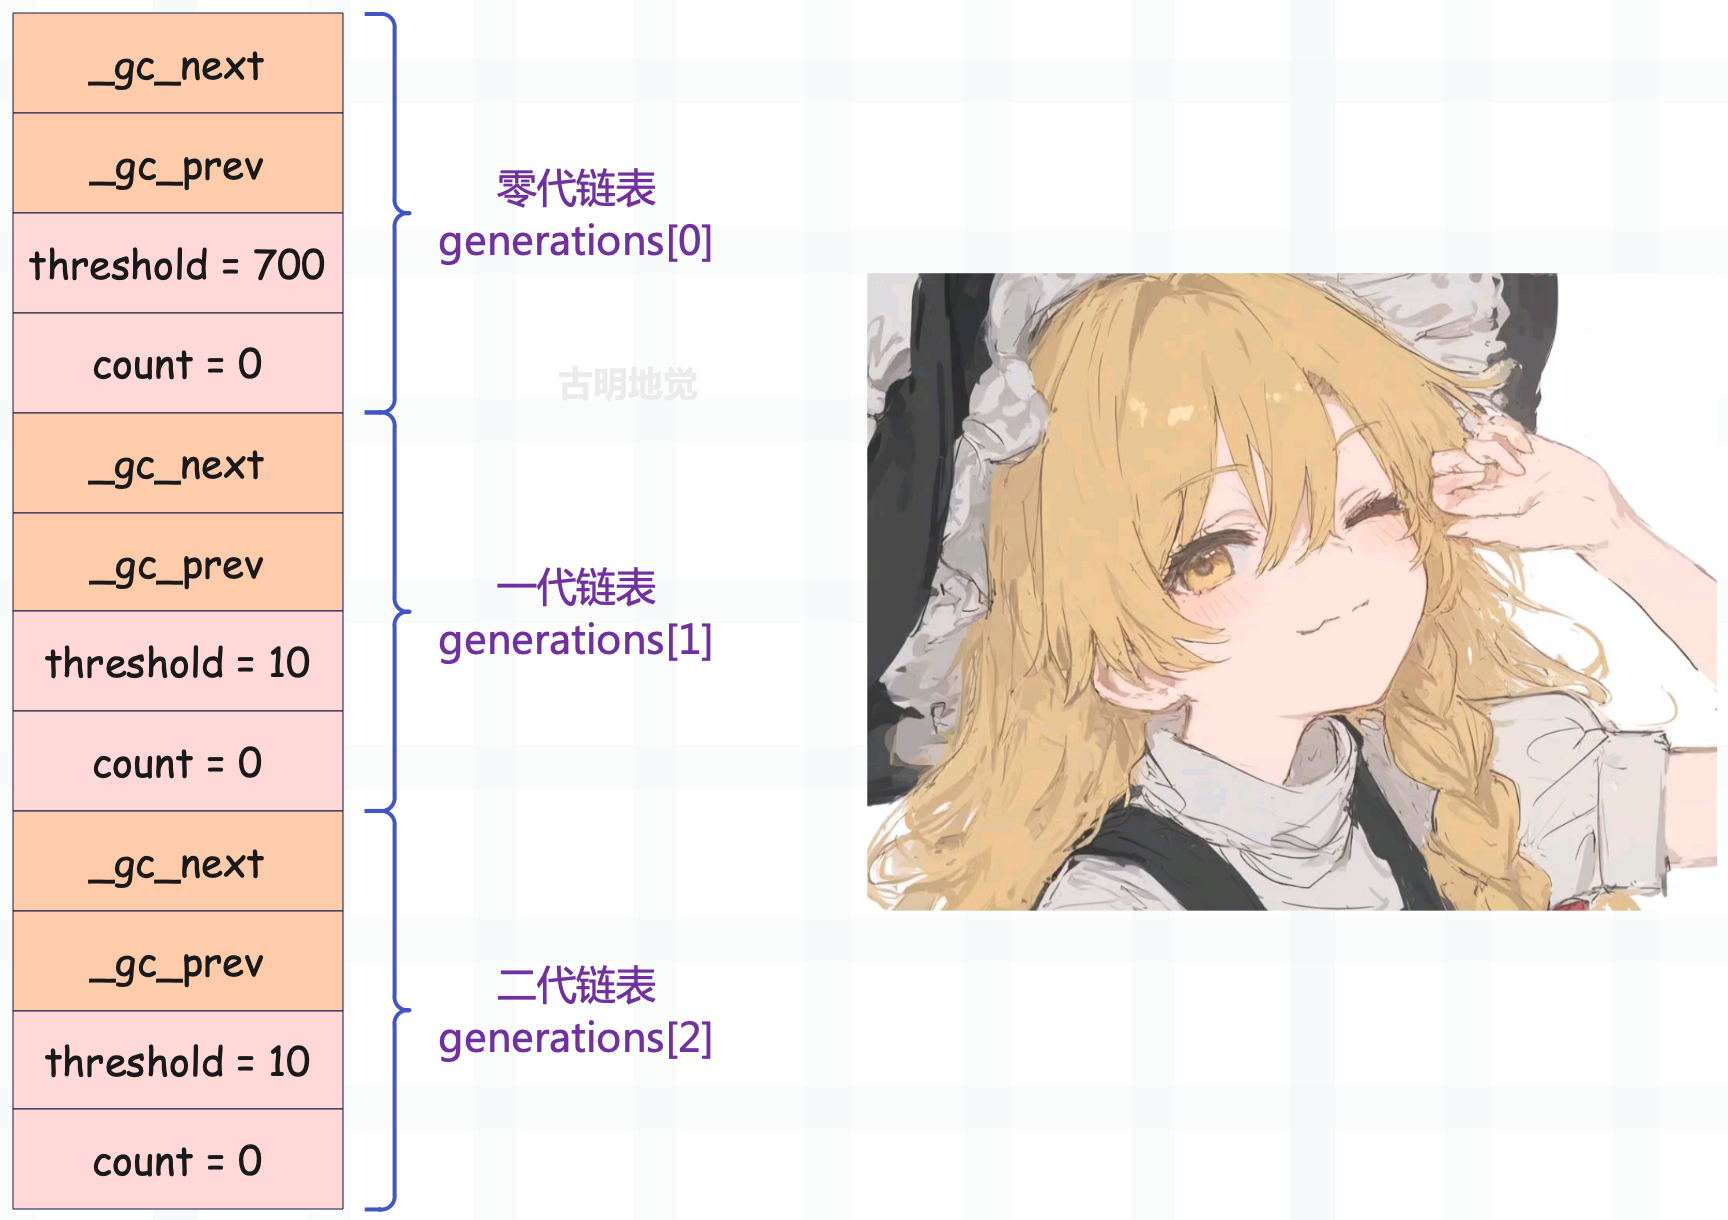 _gc_next
_gc_prev
threshold = 700
count = 0
零代链表
generations[0]
古明地觉
_gc_next
_gc_prev
threshold = 10
count = 0
一代链表
generations[1]
_gc_next
_gc_prev
threshold = 10
count = 0
二代链表
generations[2]